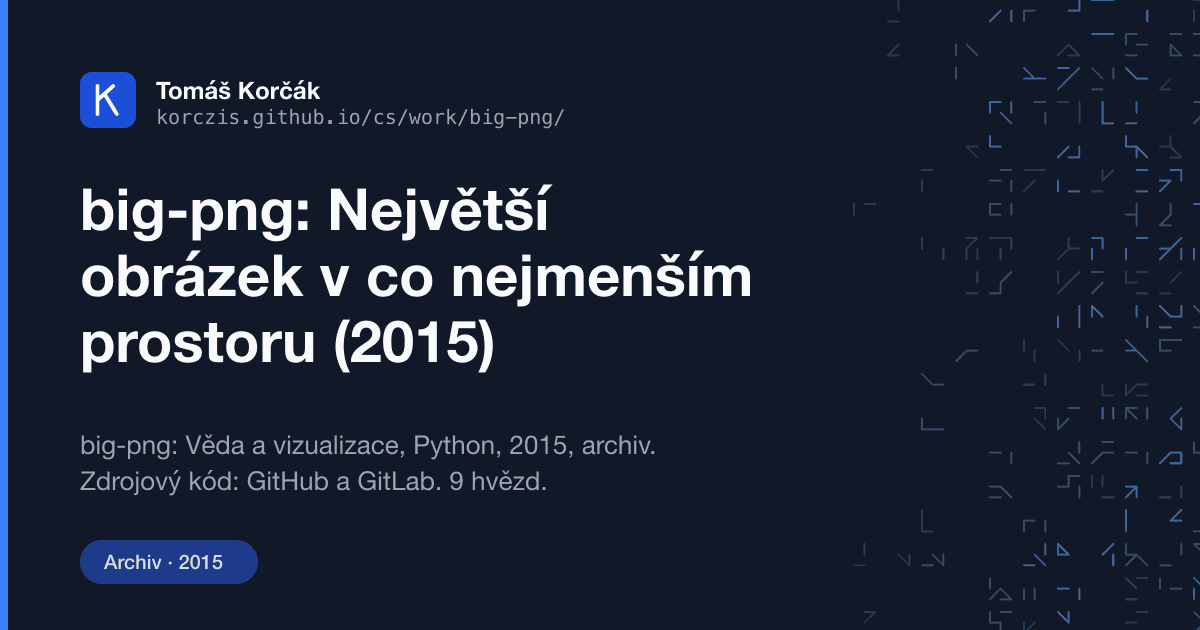 K
Tomáš Korčák
korczis.github.io/cs/work/big-png/
big-png: Největší
obrázek v co nejmenším
prostoru (2015)
big-png: Věda a vizualizace, Python, 2015, archiv.
Zdrojový kód: GitHub a GitLab. 9 hvězd.
Archiv · 2015